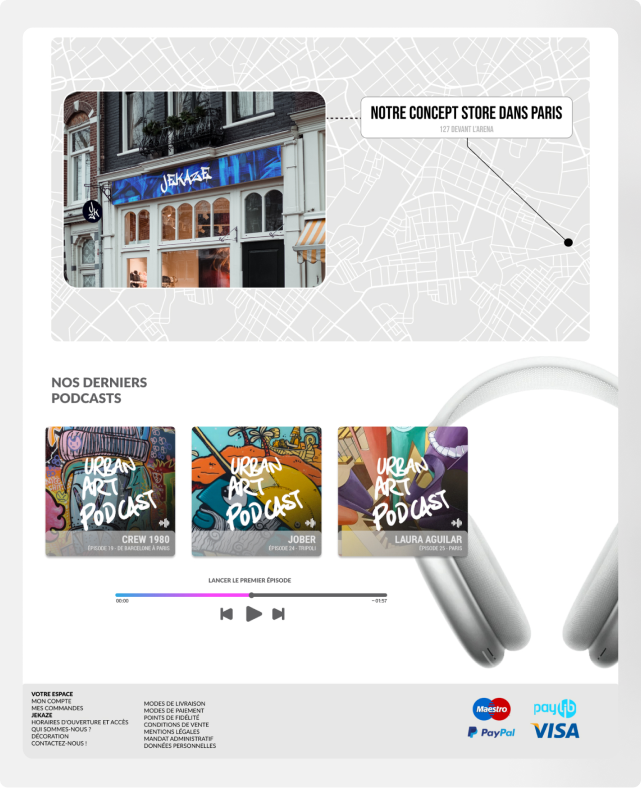 NOTRE CONCEPT STORE DANS PARIS
127 DEVANT L'ARENA
JEKAZE
NOS DERNIERS
PODCASTS
URBAN
ART
PODCAST
CREW 1980
ÉPISODE 19 - DE BARCELONE À PARIS
URBAN
ART
PODCAST
JOBER
ÉPISODE 24 - TRIPOLI
URBAN
ART
PODCAST
LAURA AGUILAR
ÉPISODE 25 - PARIS
LANCER LE PREMIER ÉPISODE
00:00
-01:57
VOTRE ESPACE
MON COMPTE
MES COMMANDES
JEKAZE
HORAIRES D'OUVERTURE ET ACCÈS
QUI SOMMES-NOUS ?
DÉCORATION
CONTACTEZ-NOUS !
MODES DE LIVRAISON
MODES DE PAIEMENT
POINTS DE FIDÉLITÉ
CONDITIONS DE VENTE
MENTIONS LÉGALES
MANDAT ADMINISTRATIF
DONNÉES PERSONNELLES
Maestro
paylib
PayPal
VISA